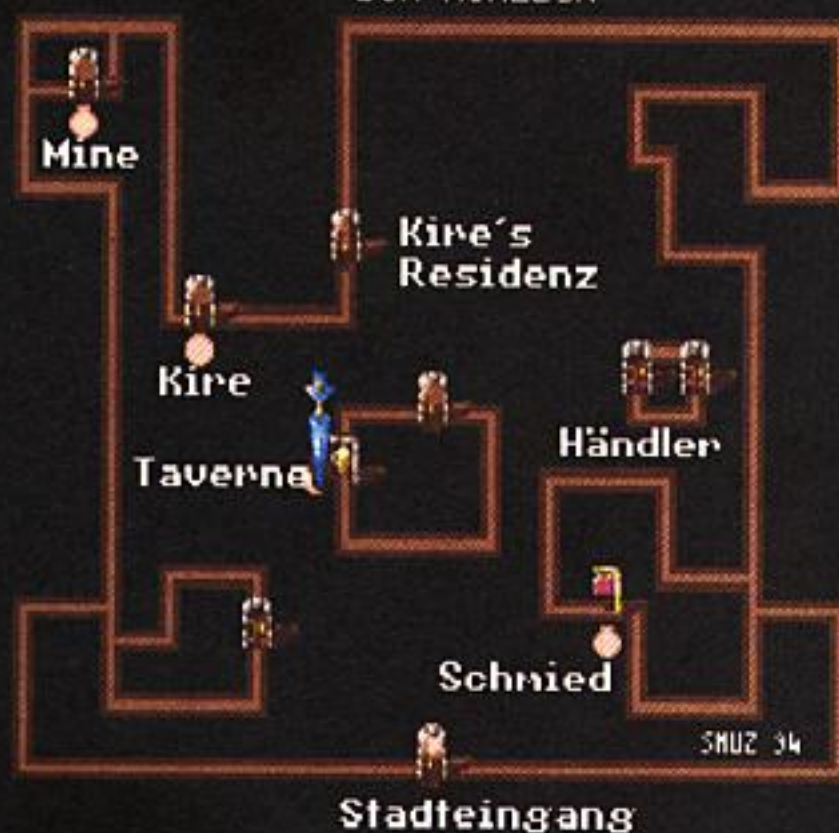 Mine
Kire's
Residenz
Kire
Händler
Taverne
Schmied
SMUZ 94
Stadteingang